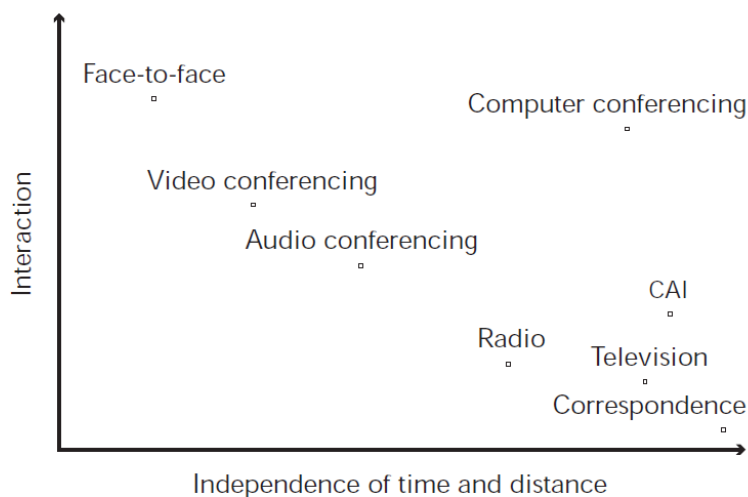 Face-to-face
Computer conferencing
Video conferencing
Audio conferencing
Interaction
CAI
Radio
Television
Correspondence
Independence of time and distance